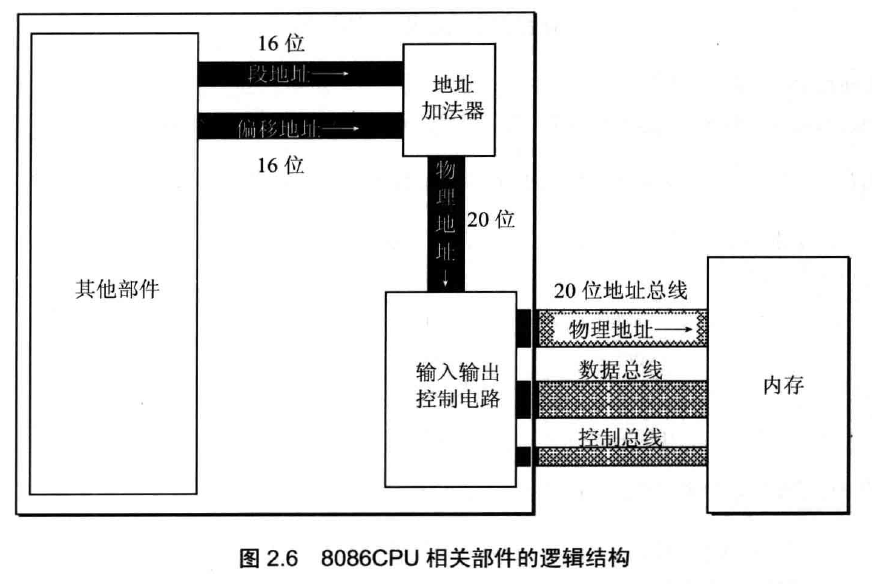 16 位
段地址
地址
加法器
偏移地址
16 位
物
理
地
址
20 位
其他部件
20 位地址总线
物理地址
输入输出
控制电路
数据总线
内存
控制总线
图 2.6 8086CPU 相关部件的逻辑结构